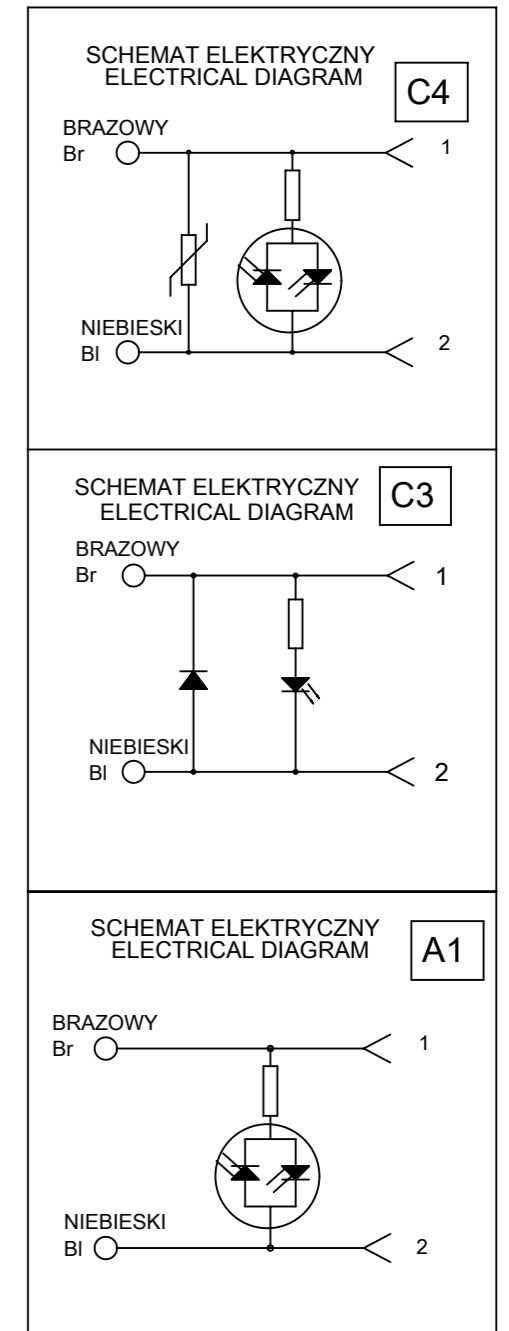 SCHEMAT ELEKTRYCZNY
ELECTRICAL DIAGRAM
C4
BRAZOWY
Br
1
NIEBIESKI
Bl
2
SCHEMAT ELEKTRYCZNY
ELECTRICAL DIAGRAM
C3
BRAZOWY
Br
1
NIEBIESKI
Bl
2
SCHEMAT ELEKTRYCZNY
ELECTRICAL DIAGRAM
A1
BRAZOWY
Br
1
NIEBIESKI
Bl
2